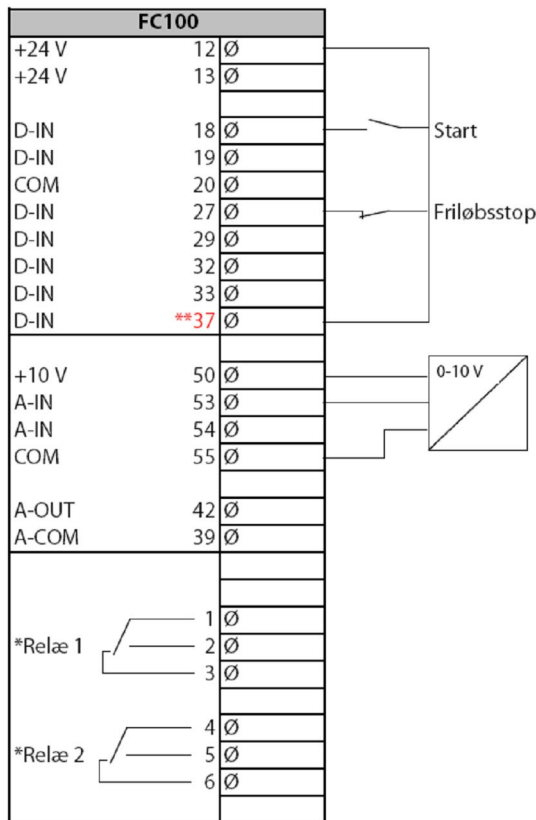 FC100
+24 V 12 Ø
+24 V 13 Ø
D-IN 18 Ø Start
D-IN 19 Ø
COM 20 Ø
D-IN 27 Ø Friløbsstop
D-IN 29 Ø
D-IN 32 Ø
D-IN 33 Ø
D-IN **37 Ø
+10 V 50 Ø 0-10 V
A-IN 53 Ø
A-IN 54 Ø
COM 55 Ø
A-OUT 42 Ø
A-COM 39 Ø
1 Ø
*Relæ 1 2 Ø
3 Ø
4 Ø
*Relæ 2 5 Ø
6 Ø